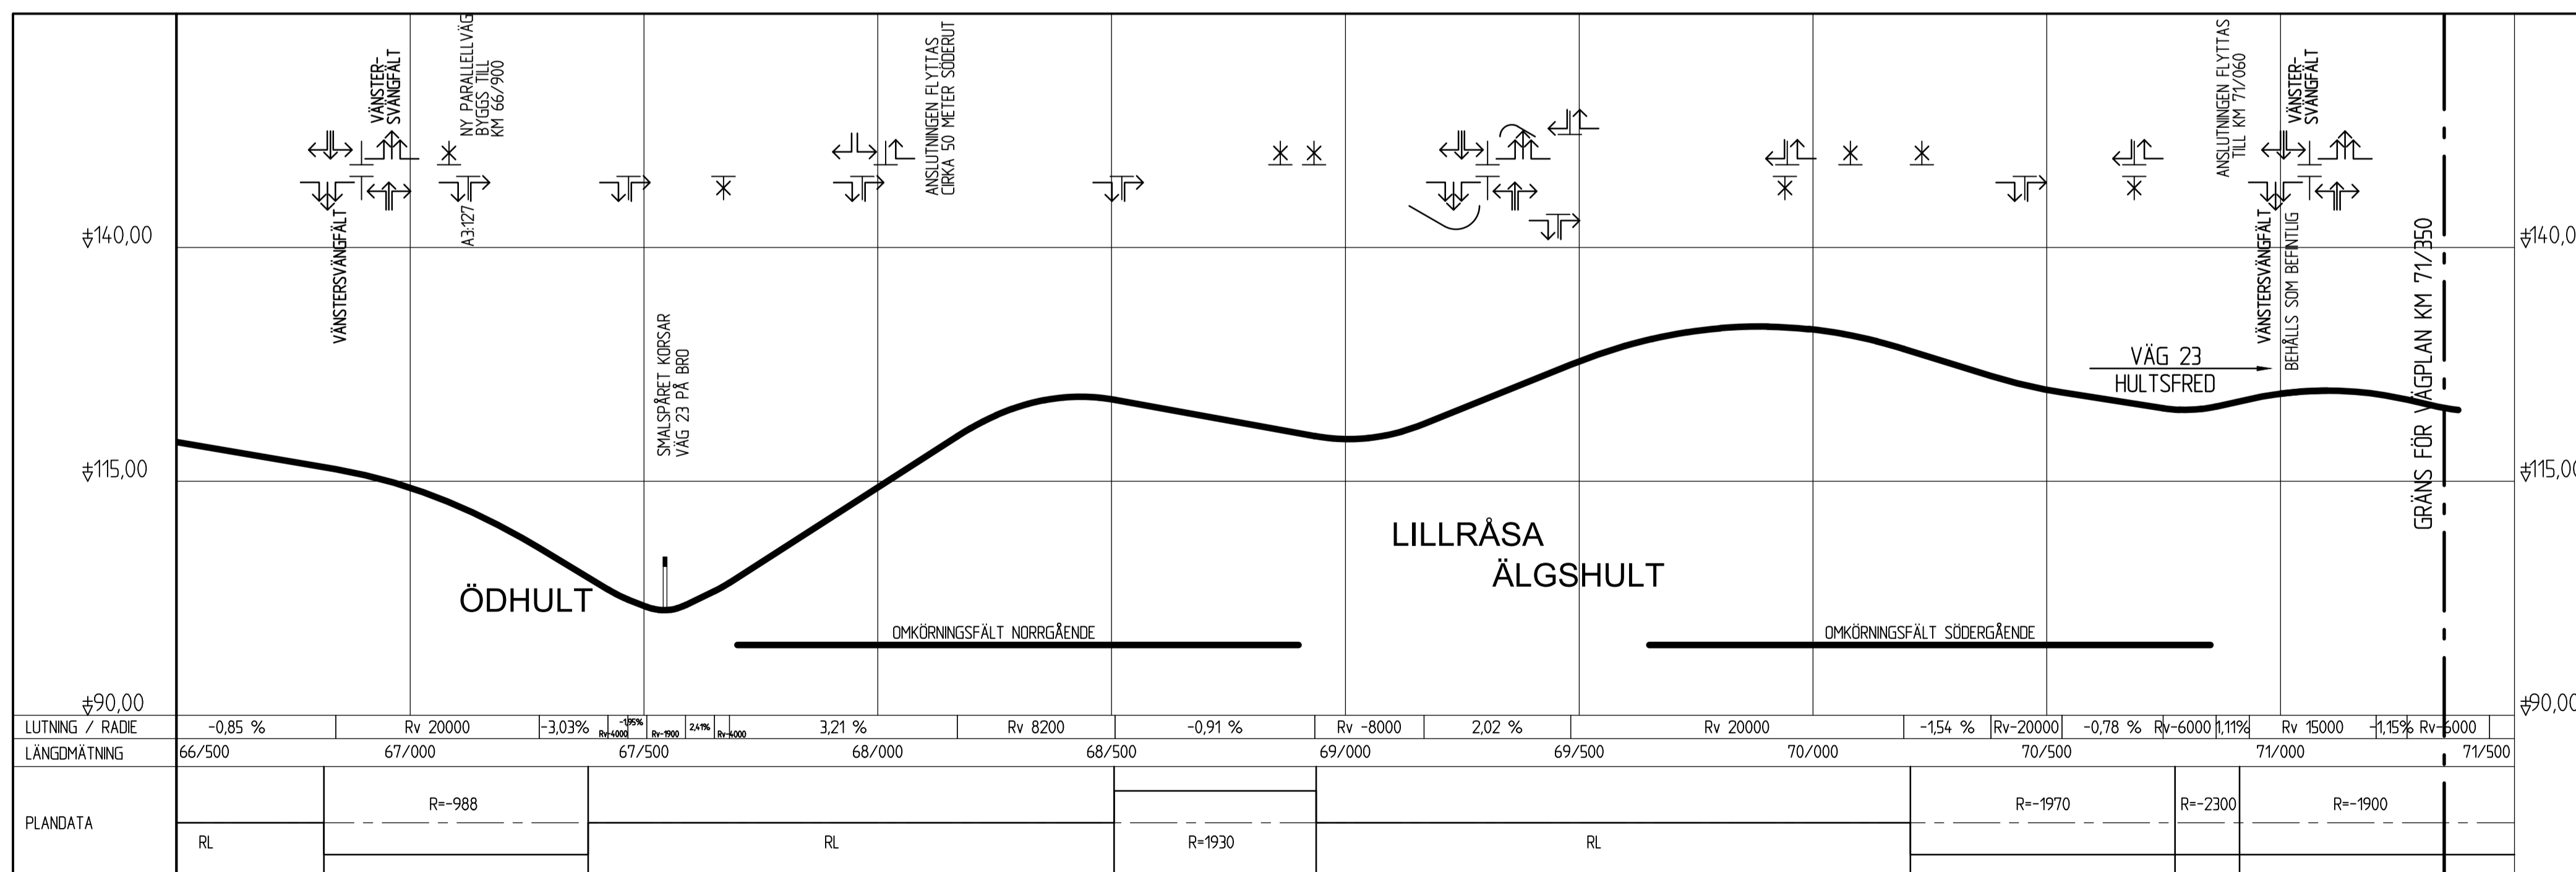 VÄNSTER-
SVÄNGFÄLT
NY PARALLELLVÄG
BYGGS TILL
KM 66/900
ANSLUTNINGEN FLYTTAS
CIRKA 50 METER SÖDERUT
ANSLUTNINGEN FLYTTAS
TILL KM 71/060
VÄNSTER-
SVÄNGFÄLT
VÄNSTERSVÄNGFÄLT
A3:127
VÄNSTERSVÄNGFÄLT
BEHÅLLS SOM BEFINTLIG
GRÄNS FÖR VÄGPLAN KM 71/350
±140,00
±140,0
SMALSPÅRET KORSAR
VÄG 23 PÅ BRO
VÄG 23
HULTSFRED
±115,00
±115,00
LILLRÅSA
ÄLGSHULT
ÖDHULT
OMKÖRNINGSFÄLT NORRGÅENDE
OMKÖRNINGSFÄLT SÖDERGÅENDE
±90,00
±90,00
LUTNING / RADIE -0,85 % Rv 20000 -3,03% Rv-4000 -1,95% Rv-1900 2,41% Rv-4000 3,21 % Rv 8200 -0,91 % Rv -8000 2,02 % Rv 20000 -1,54 % Rv-20000 -0,78 % Rv-6000 1,11% Rv 15000 -1,15% Rv-6000
LÄNGDMÄTNING 66/500 67/000 67/500 68/000 68/500 69/000 69/500 70/000 70/500 71/000 71/500
PLANDATA
RL R=-988 RL R=1930 RL R=-1970 R=-2300 R=-1900